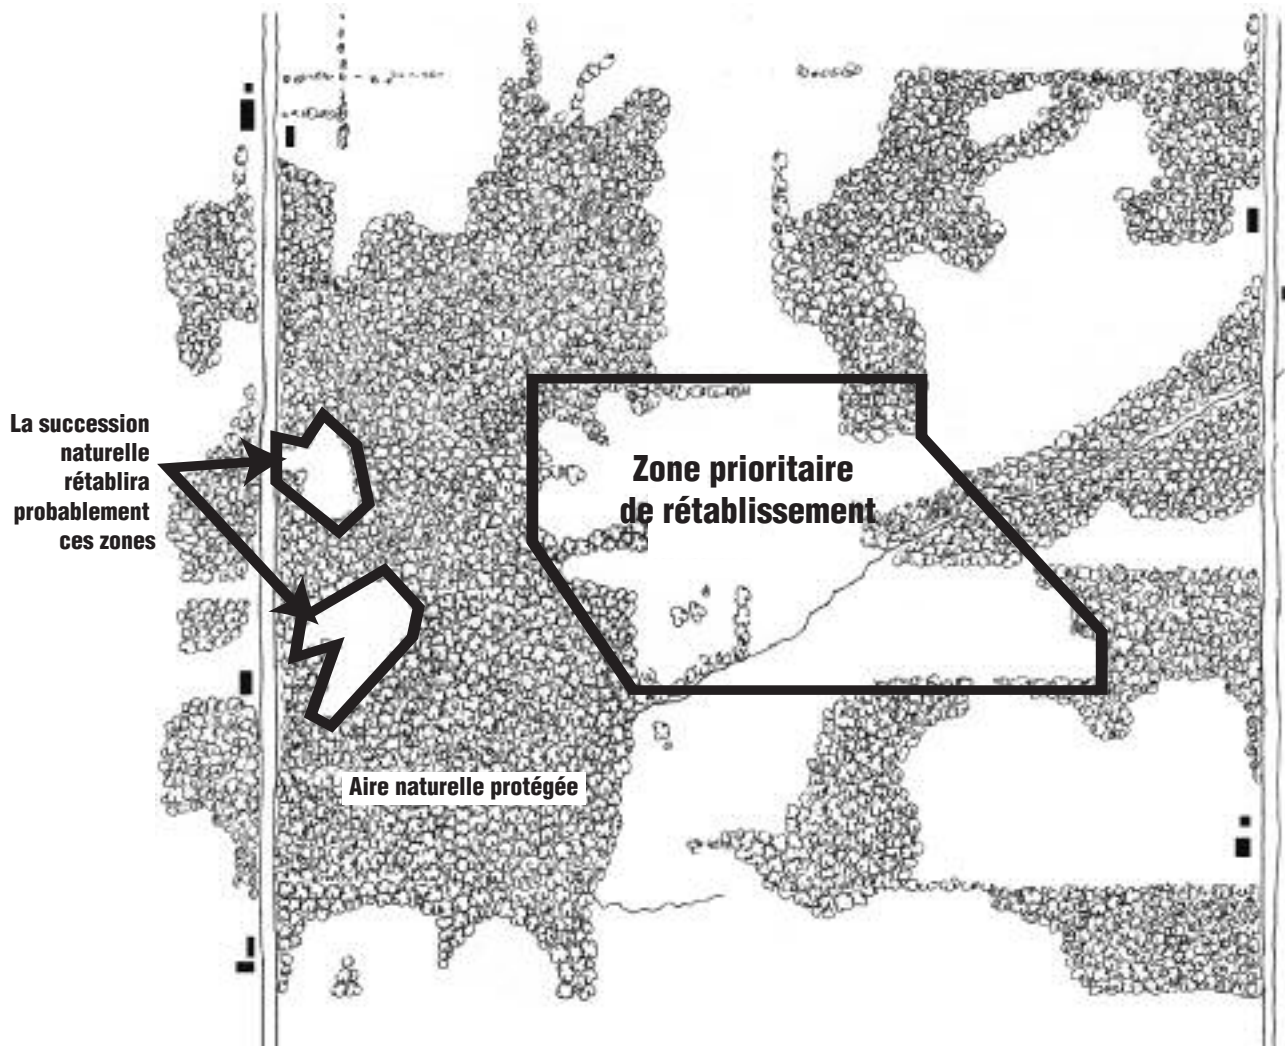 La succession
naturelle
rétablira
probablement
ces zones
Zone prioritaire
de rétablissement
Aire naturelle protégée